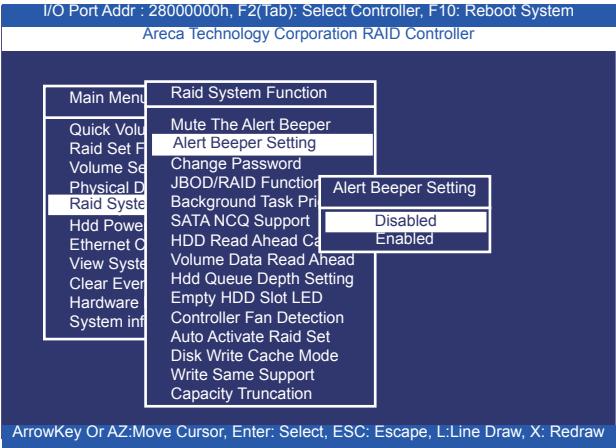 I/O Port Addr : 28000000h, F2(Tab): Select Controller, F10: Reboot System
Areca Technology Corporation RAID Controller
Main Menu
Quick Volu
Raid Set F
Volume Se
Physical D
Raid Syste
Hdd Powe
Ethernet C
View Syste
Clear Even
Hardware
System inf
Raid System Function
Mute The Alert Beeper
Alert Beeper Setting
Change Password
JBOD/RAID Function
Background Task Pri
SATA NCQ Support
HDD Read Ahead Ca
Volume Data Read Ahead
Hdd Queue Depth Setting
Empty HDD Slot LED
Controller Fan Detection
Auto Activate Raid Set
Disk Write Cache Mode
Write Same Support
Capacity Truncation
Alert Beeper Setting
Disabled
Enabled
ArrowKey Or AZ:Move Cursor, Enter: Select, ESC: Escape, L:Line Draw, X: Redraw